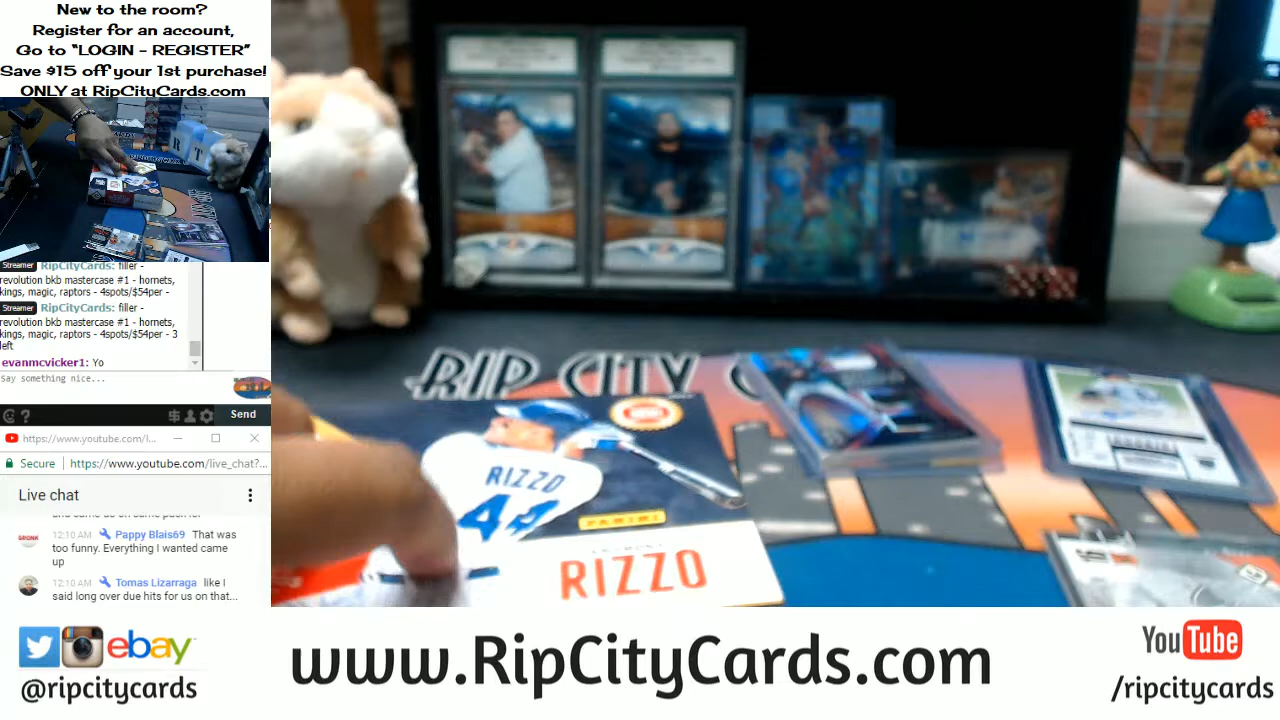 New to the room?
Register for an account,
Go to “LOGIN - REGISTER”
Save $15 off your 1st purchase!
ONLY at RipCityCards.com
RIP CITY
R T
Streamer RipCityCards: filler -
revolution bkb mastercase #1 - hornets,
kings, magic, raptors - 4spots/$54per -
Streamer RipCityCards: filler -
revolution bkb mastercase #1 - hornets,
kings, magic, raptors - 4spots/$54per - 3
left
evanmcvicker1: Yo
Say something nice...
Send
https://www.youtube.com/l...
Secure https://www.youtube.com/live_chat?...
Live chat
12:10 AM Pappy Blais69 That was
too funny. Everything I wanted came
up
12:10 AM Tomas Lizarraga like I
said long over due hits for us on that...
RIP CITY C
RIZZO
44
PANINI
RIZZO
ebay
@ripcitycards
www.RipCityCards.com
YouTube
/ripcitycards